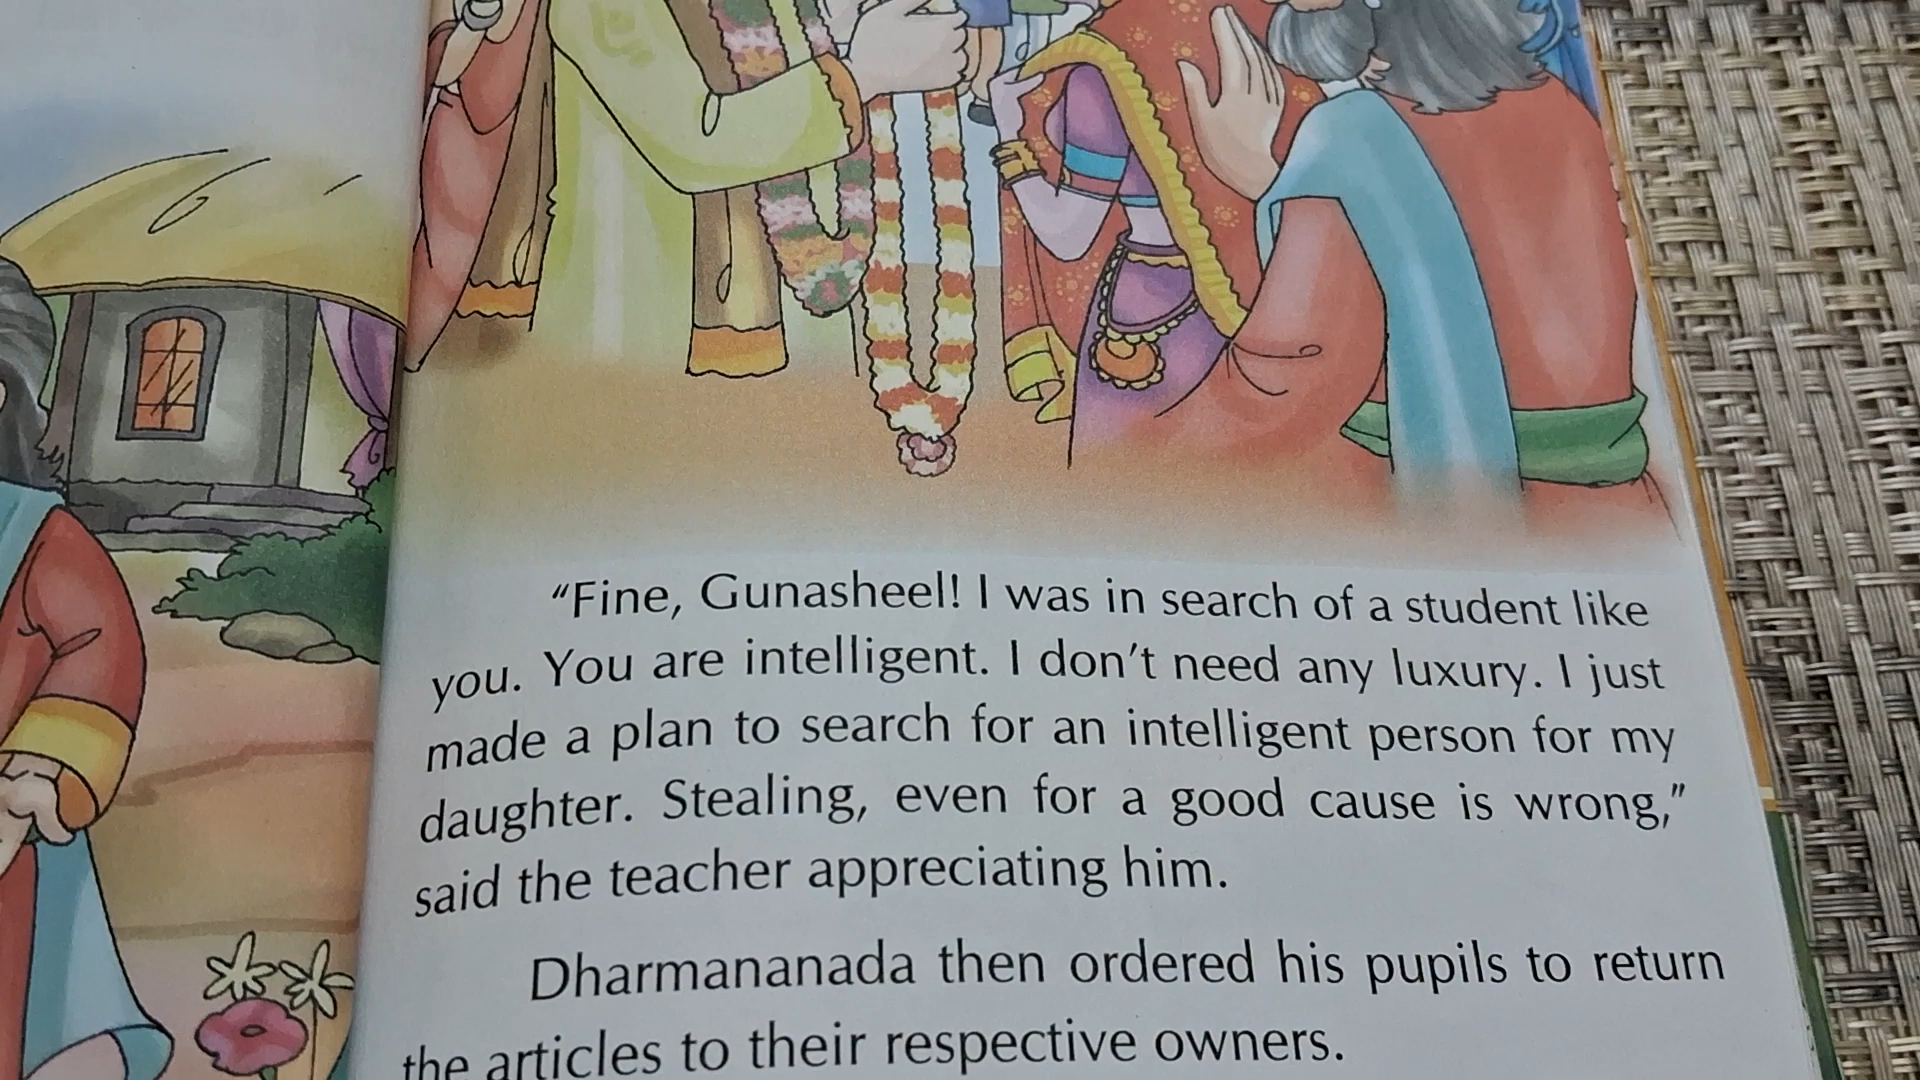 “Fine, Gunasheel! I was in search of a student like
you. You are intelligent. I don’t need any luxury. I just
made a plan to search for an intelligent person for my
daughter. Stealing, even for a good cause is wrong,”
said the teacher appreciating him.
Dharmananada then ordered his pupils to return
the articles to their respective owners.